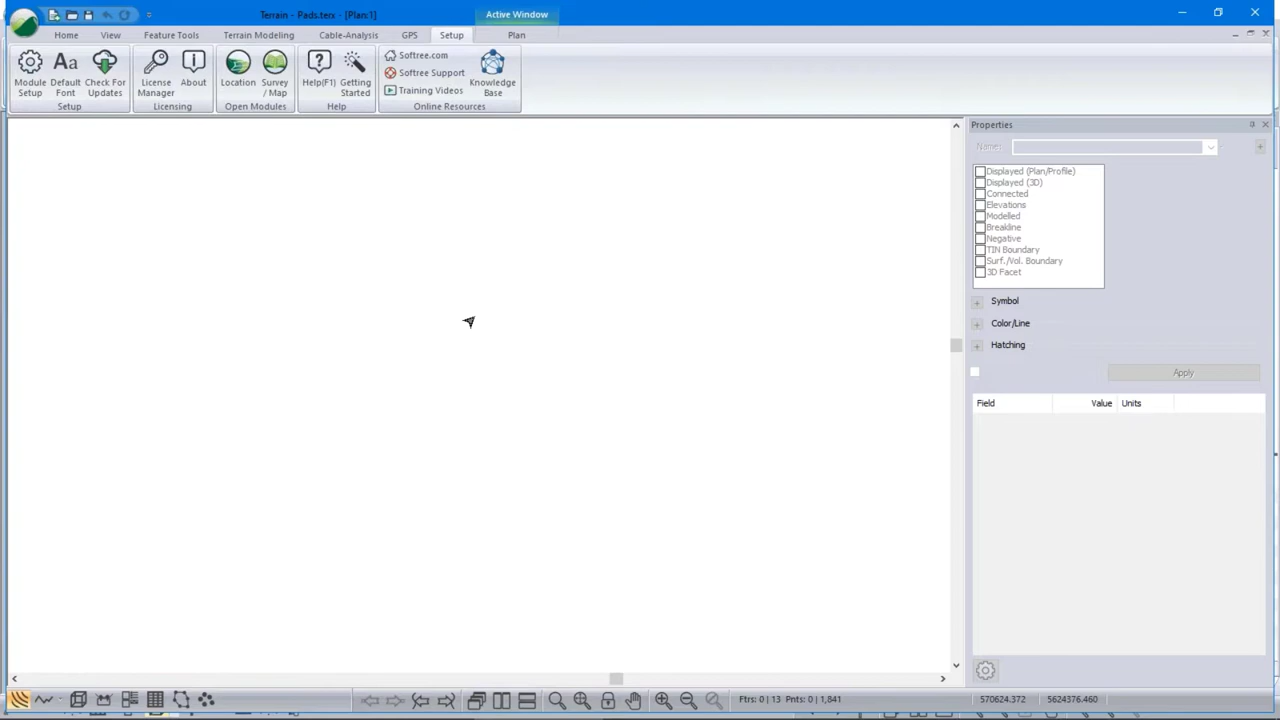 Terrain - Pads.terx - [Plan:1]
Active Window
Home View Feature Tools Terrain Modeling Cable-Analysis GPS Setup Plan
Module Setup
Default Font
Check For Updates
Setup
License Manager
About
Licensing
Location
Survey / Map
Open Modules
Help(F1)
Getting Started
Help
Softree.com
Softree Support
Training Videos
Knowledge Base
Online Resources
Properties
Name:
Displayed (Plan/Profile)
Displayed (3D)
Connected
Elevations
Modelled
Breakline
Negative
TIN Boundary
Surf./Vol. Boundary
3D Facet
Symbol
Color/Line
Hatching
Apply
Field Value Units
Ftrs: 0 | 13 Pnts: 0 | 1,841 570624.372 5624376.460